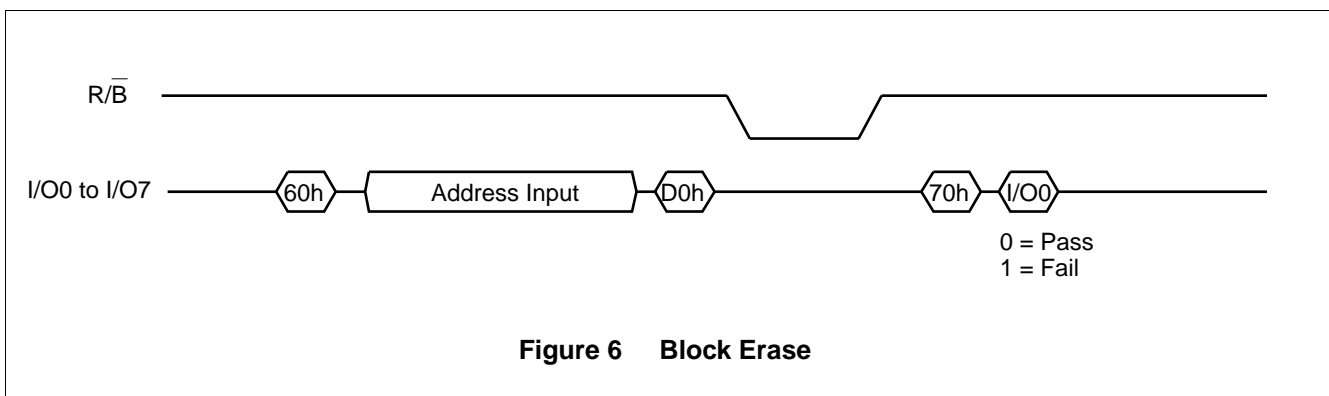 R/B̅
I/O0 to I/O7 60h Address Input D0h 70h I/O0
0 = Pass
1 = Fail
Figure 6 Block Erase